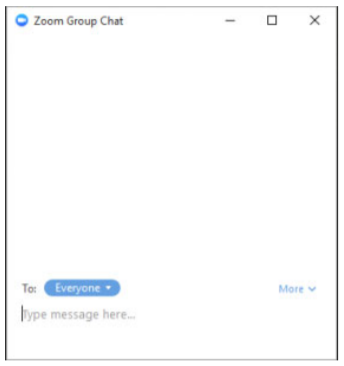 Zoom Group Chat
To: Everyone More
Type message here...